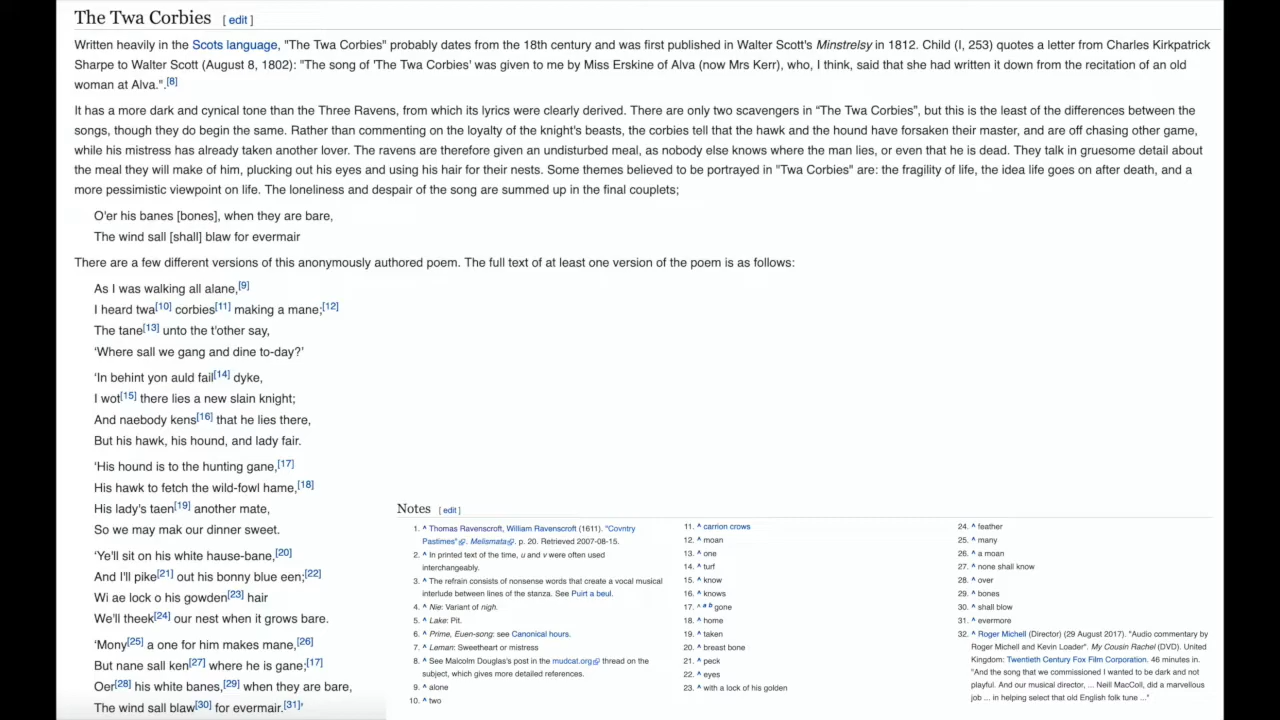 The Twa Corbies [ edit ]
Written heavily in the Scots language, "The Twa Corbies" probably dates from the 18th century and was first published in Walter Scott's Minstrelsy in 1812. Child (I, 253) quotes a letter from Charles Kirkpatrick
Sharpe to Walter Scott (August 8, 1802): "The song of 'The Twa Corbies' was given to me by Miss Erskine of Alva (now Mrs Kerr), who, I think, said that she had written it down from the recitation of an old
woman at Alva.".[8]
It has a more dark and cynical tone than the Three Ravens, from which its lyrics were clearly derived. There are only two scavengers in “The Twa Corbies”, but this is the least of the differences between the
songs, though they do begin the same. Rather than commenting on the loyalty of the knight's beasts, the corbies tell that the hawk and the hound have forsaken their master, and are off chasing other game,
while his mistress has already taken another lover. The ravens are therefore given an undisturbed meal, as nobody else knows where the man lies, or even that he is dead. They talk in gruesome detail about
the meal they will make of him, plucking out his eyes and using his hair for their nests. Some themes believed to be portrayed in "Twa Corbies" are: the fragility of life, the idea life goes on after death, and a
more pessimistic viewpoint on life. The loneliness and despair of the song are summed up in the final couplets;
O'er his banes [bones], when they are bare,
The wind sall [shall] blaw for evermair
There are a few different versions of this anonymously authored poem. The full text of at least one version of the poem is as follows:
As I was walking all alane,[9]
I heard twa[10] corbies[11] making a mane;[12]
The tane[13] unto the t'other say,
‘Where sall we gang and dine to-day?’
‘In behint yon auld fail[14] dyke,
I wot[15] there lies a new slain knight;
And naebody kens[16] that he lies there,
But his hawk, his hound, and lady fair.
‘His hound is to the hunting gane,[17]
His hawk to fetch the wild-fowl hame,[18]
His lady's taen[19] another mate,
So we may mak our dinner sweet.
‘Ye'll sit on his white hause-bane,[20]
And I'll pike[21] out his bonny blue een;[22]
Wi ae lock o his gowden[23] hair
We'll theek[24] our nest when it grows bare.
‘Mony[25] a one for him makes mane,[26]
But nane sall ken[27] where he is gane;[17]
Oer[28] his white banes,[29] when they are bare,
The wind sall blaw[30] for evermair.[31]’
Notes [ edit ]
1. ^ Thomas Ravenscroft, William Ravenscroft (1611). "Covntry
Pastimes". Melismata. p. 20. Retrieved 2007-08-15.
2. ^ In printed text of the time, u and v were often used
interchangeably.
3. ^ The refrain consists of nonsense words that create a vocal musical
interlude between lines of the stanza. See Puirt a beul.
4. ^ Nie: Variant of nigh.
5. ^ Lake: Pit.
6. ^ Prime, Euen-song: see Canonical hours.
7. ^ Leman: Sweetheart or mistress
8. ^ See Malcolm Douglas's post in the mudcat.org thread on the
subject, which gives more detailed references.
9. ^ alone
10. ^ two
11. ^ carrion crows
12. ^ moan
13. ^ one
14. ^ turf
15. ^ know
16. ^ knows
17. ^ a b gone
18. ^ home
19. ^ taken
20. ^ breast bone
21. ^ peck
22. ^ eyes
23. ^ with a lock of his golden
24. ^ feather
25. ^ many
26. ^ a moan
27. ^ none shall know
28. ^ over
29. ^ bones
30. ^ shall blow
31. ^ evermore
32. ^ Roger Michell (Director) (29 August 2017). "Audio commentary by
Roger Michell and Kevin Loader". My Cousin Rachel (DVD). United
Kingdom: Twentieth Century Fox Film Corporation. 46 minutes in.
"And the song that we commissioned I wanted to be dark and not
playful. And our musical director, ... Neill MacColl, did a marvellous
job ... in helping select that old English folk tune ..."